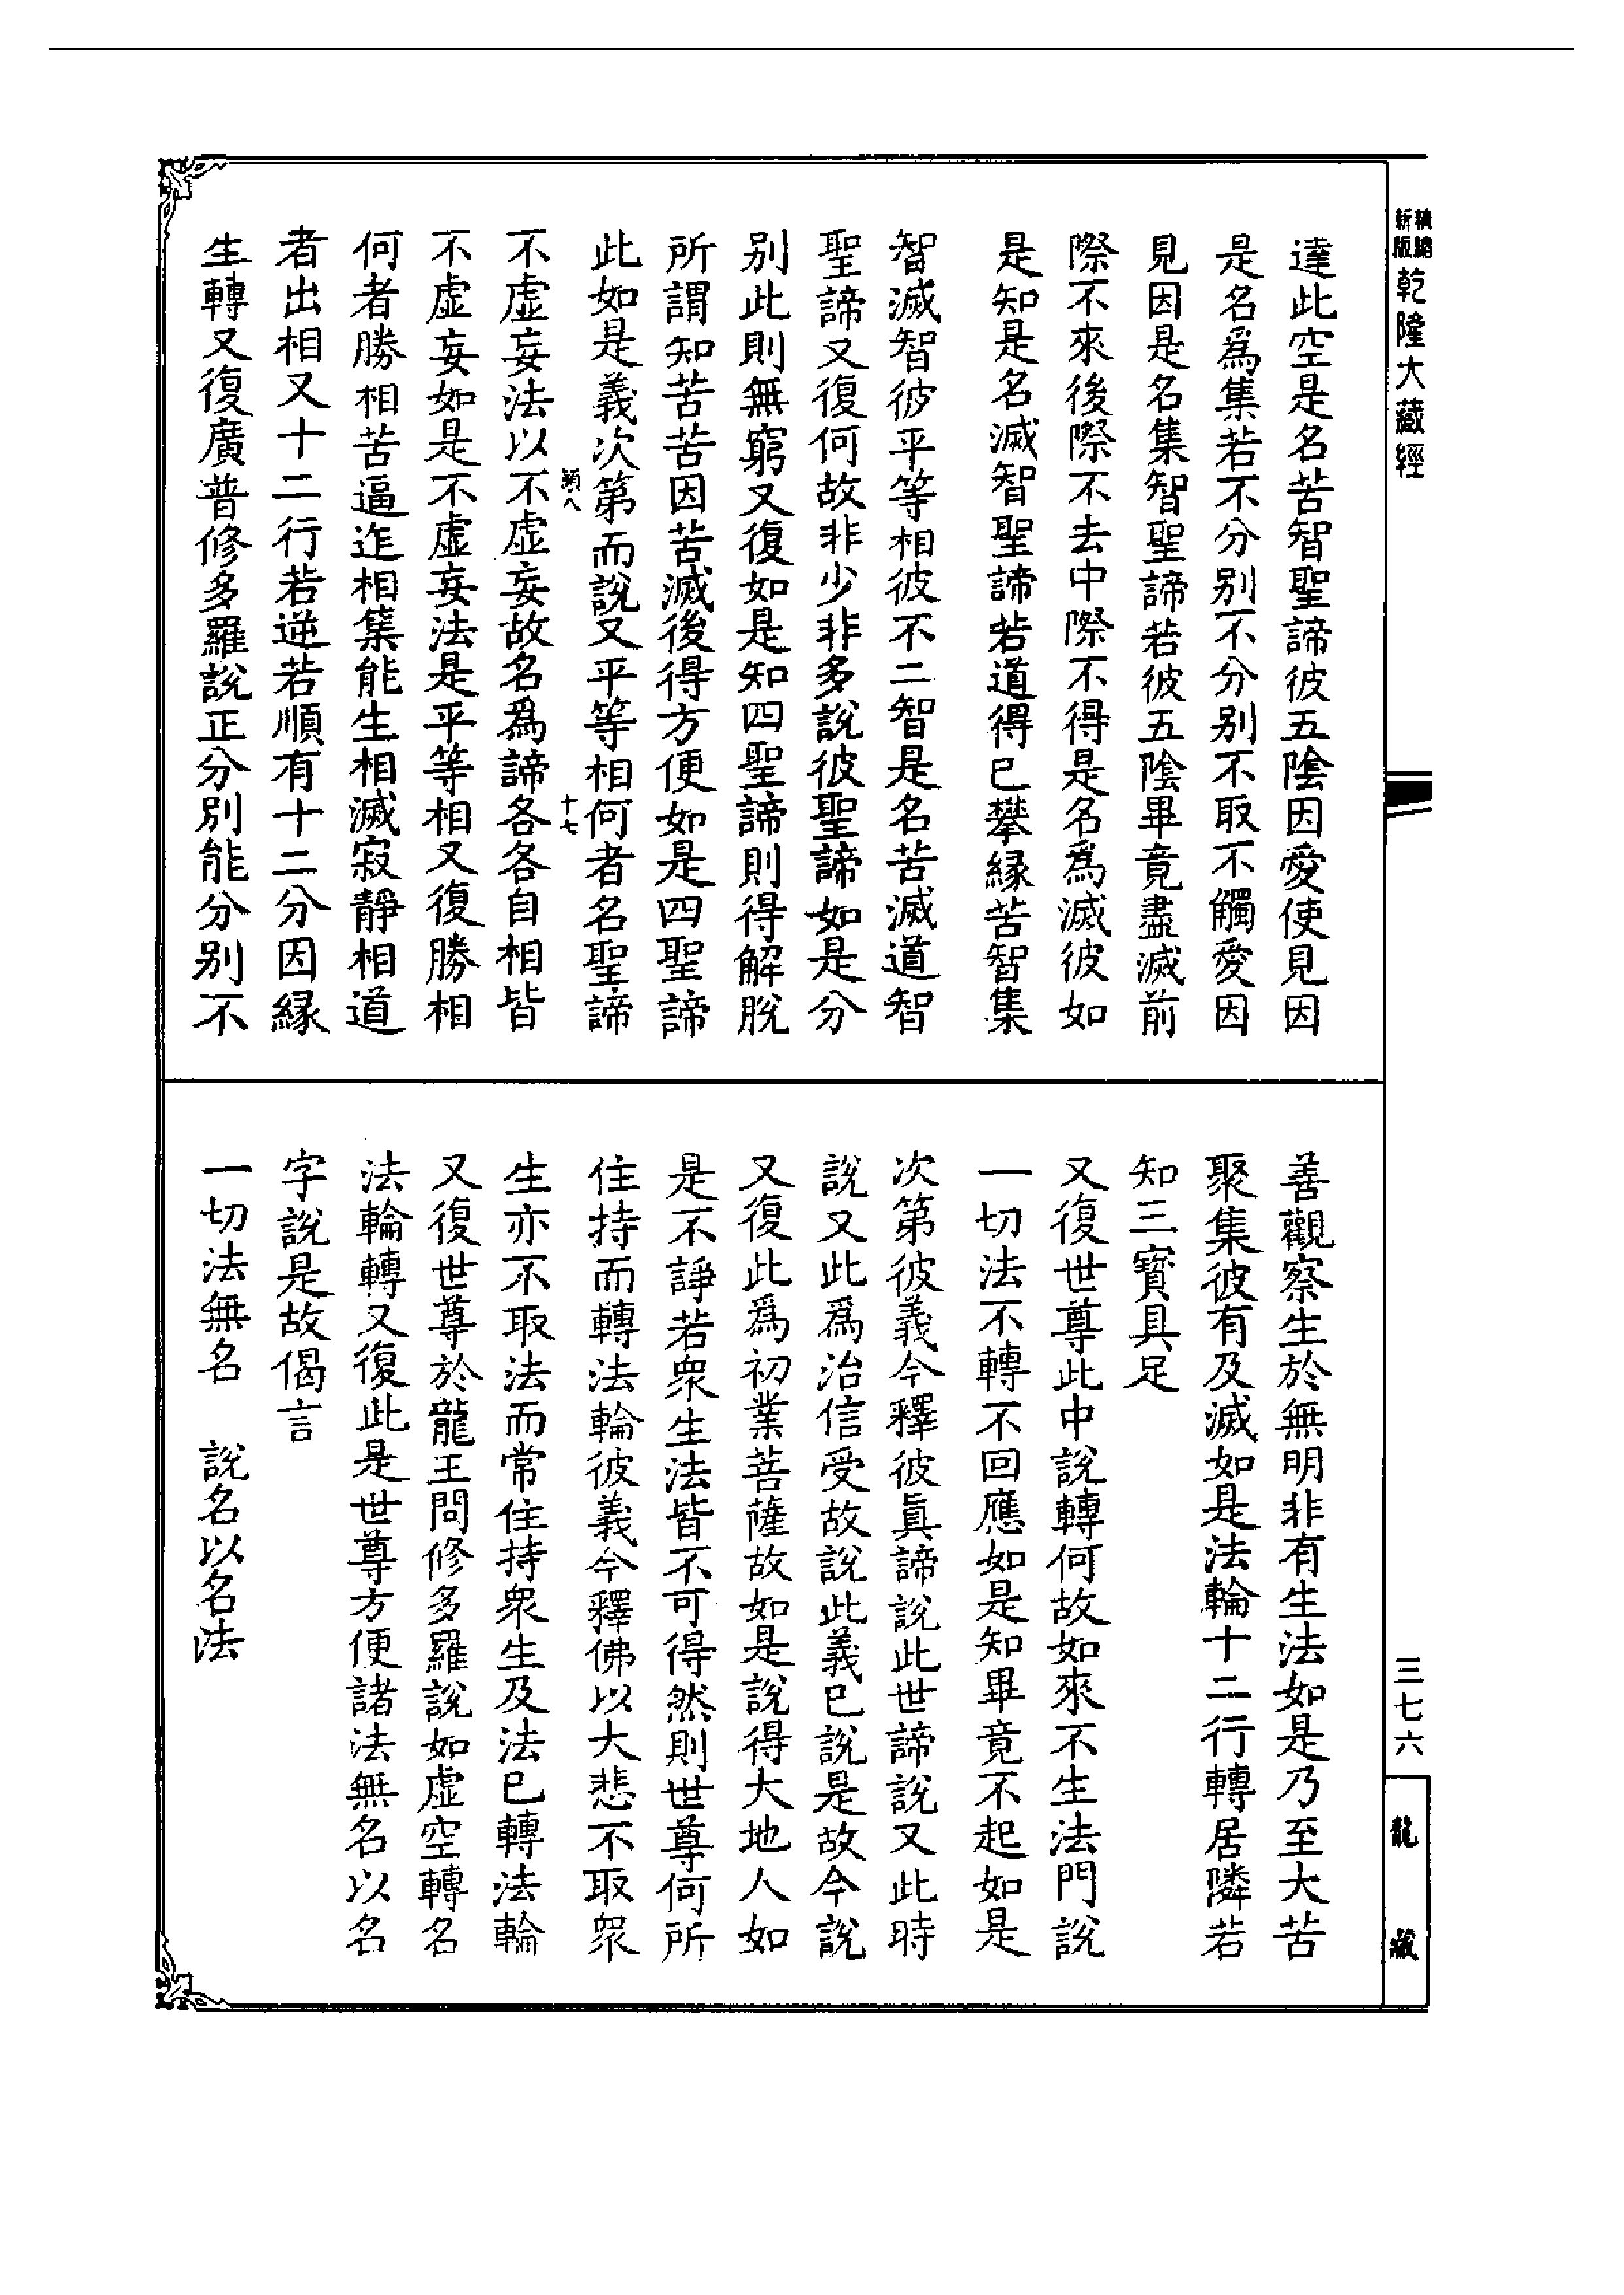 新版
精縮
乾隆大藏經
達此空是名苦智聖諦彼五陰因愛使見因
是名爲集若不分别不分别不取不觸愛因
見因是名集智聖諦若彼五陰畢竟盡滅前
際不來後際不去中際不得是名爲滅彼如
是知是名滅智聖諦若道得已攀緣苦智集
智滅智彼平等相彼不二智是名苦滅道智
聖諦又復何故非少非多説彼聖諦如是分
别此則無窮又復如是知四聖諦則得解脱
所謂知苦苦因苦滅後得方便如是四聖諦
此如是義次第而説又平等相何者名聖諦
穎八
十七
不虛妄法以不虛妄故名爲諦各各自相皆
不虛妄如是不虛妄法是平等相又復勝相
何者勝相苦逼迮相集能生相滅寂靜相道
者出相又十二行若逆若順有十二分因緣
生轉又復廣普修多羅説正分別能分别不
善觀察生於無明非有生法如是乃至大苦
聚集彼有及滅如是法輪十二行轉居隣若
知三寶具足
又復世尊此中説轉何故如來不生法門説
一切法不轉不回應如是知畢竟不起如是
次第彼義今釋彼眞諦説此世諦説又此時
説又此爲治信受故説此義已説是故今説
又復此爲初業菩薩故如是説得大地人如
是不諍若衆生法皆不可得然則世尊何所
住持而轉法輪彼義今釋佛以大悲不取衆
生亦不取法而常住持衆生及法已轉法輪
又復世尊於龍王問修多羅説如虛空轉名
法輪轉又復此是世尊方便諸法無名以名
字説是故偈言
一切法無名　説名以名法
三七六
龍藏